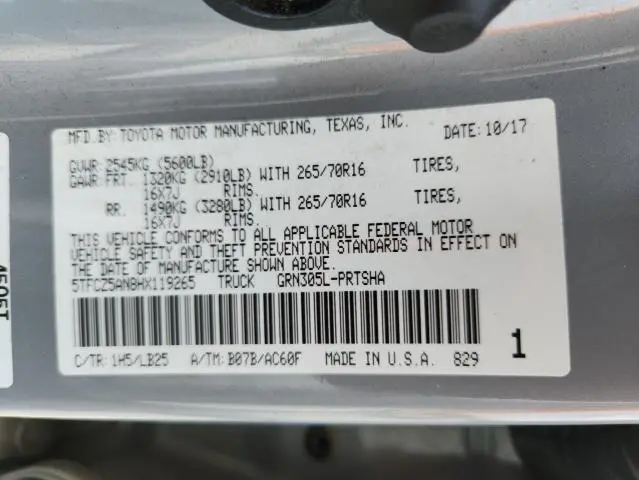 MFD.BY:TOYOTA MOTOR MANUFACTURING, TEXAS, INC. DATE:10/17
GVWR:2545KG (5600LB)
GAWR:FRT. 1320KG (2910LB) WITH 265/70R16 TIRES,
16X7J RIMS.
RR. 1490KG (3280LB) WITH 265/70R16 TIRES,
16X7J RIMS.
THIS VEHICLE CONFORMS TO ALL APPLICABLE FEDERAL MOTOR
VEHICLE SAFETY AND THEFT PREVENTION STANDARDS IN EFFECT ON
THE DATE OF MANUFACTURE SHOWN ABOVE.
5TFCZ5AN8HX119265 TRUCK GRN305L-PRTSHA
C/TR:1H5/LB25 A/TM:B07B/AC60F MADE IN U.S.A. 829 1